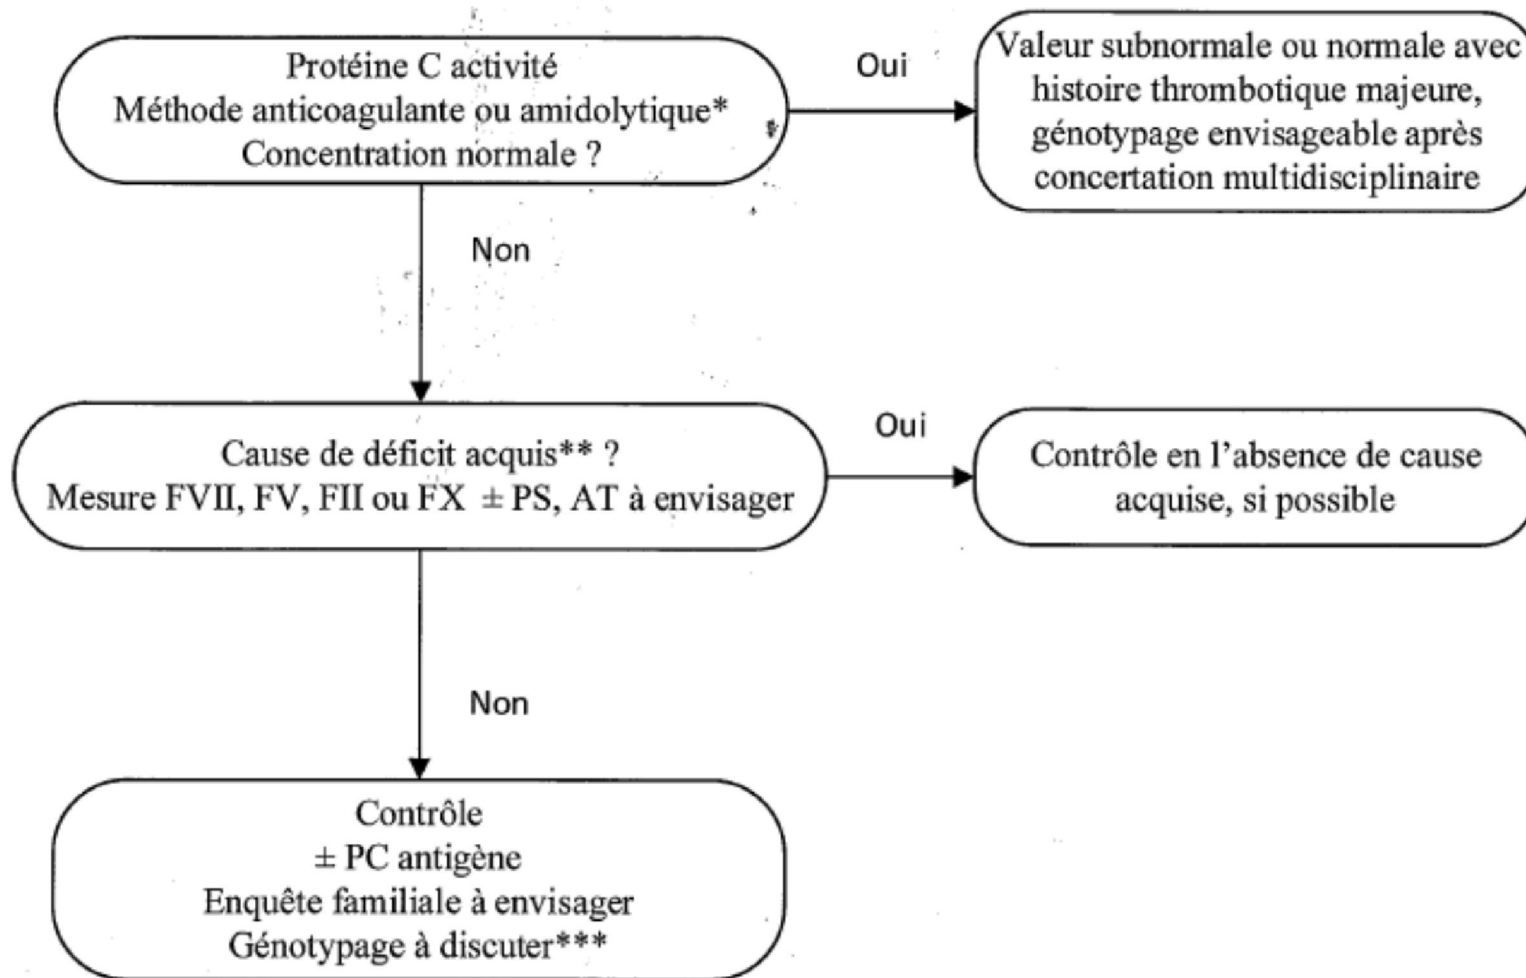 Protéine C activité
Méthode anticoagulante ou amidolytique*
Concentration normale ?
Oui
Valeur subnormale ou normale avec
histoire thrombotique majeure,
génotypage envisageable après
concertation multidisciplinaire
Non
Cause de déficit acquis** ?
Mesure FVII, FV, FII ou FX ± PS, AT à envisager
Oui
Contrôle en l'absence de cause
acquise, si possible
Non
Contrôle
± PC antigène
Enquête familiale à envisager
Génotypage à discuter***